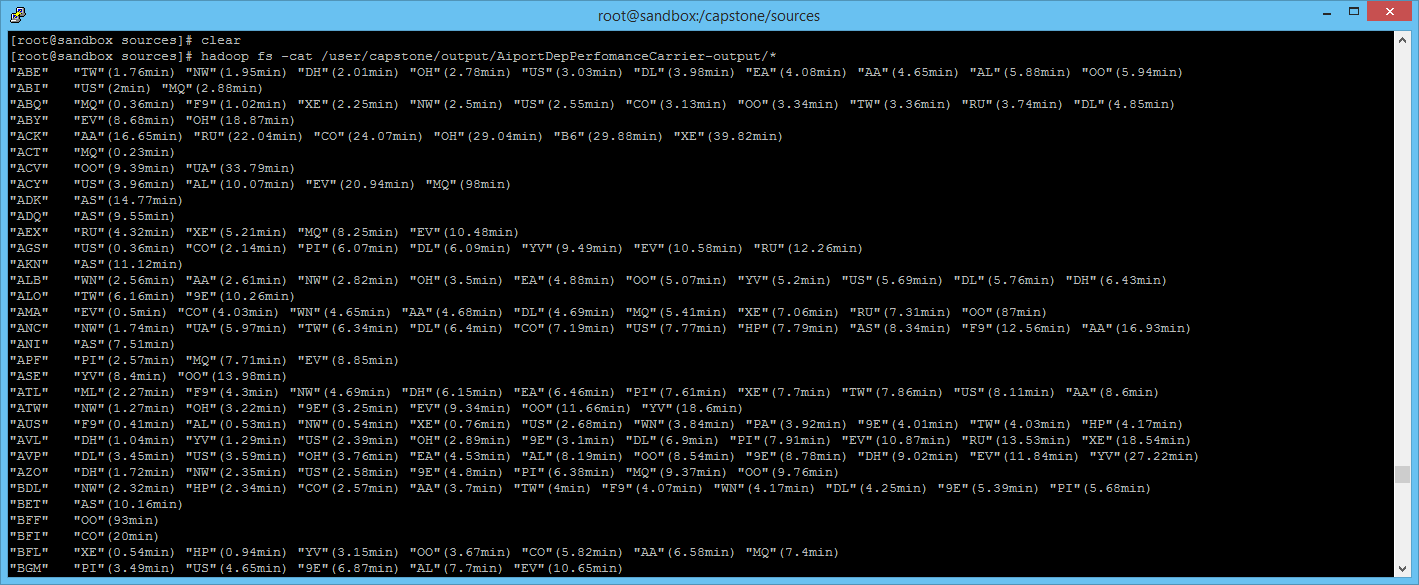 root@sandbox:/capstone/sources
[root@sandbox sources]# clear
[root@sandbox sources]# hadoop fs -cat /user/capstone/output/AiportDepPerfomanceCarrier-output/*
"ABE" "TW"(1.76min) "NW"(1.95min) "DH"(2.01min) "OH"(2.78min) "US"(3.03min) "DL"(3.98min) "EA"(4.08min) "AA"(4.65min) "AL"(5.88min) "OO"(5.94min)
"ABI" "US"(2min) "MQ"(2.88min)
"ABQ" "MQ"(0.36min) "F9"(1.02min) "XE"(2.25min) "NW"(2.5min) "US"(2.55min) "CO"(3.13min) "OO"(3.34min) "TW"(3.36min) "RU"(3.74min) "DL"(4.85min)
"ABY" "EV"(8.68min) "OH"(18.87min)
"ACK" "AA"(16.65min) "RU"(22.04min) "CO"(24.07min) "OH"(29.04min) "B6"(29.88min) "XE"(39.82min)
"ACT" "MQ"(0.23min)
"ACV" "OO"(9.39min) "UA"(33.79min)
"ACY" "US"(3.96min) "AL"(10.07min) "EV"(20.94min) "MQ"(98min)
"ADK" "AS"(14.77min)
"ADQ" "AS"(9.55min)
"AEX" "RU"(4.32min) "XE"(5.21min) "MQ"(8.25min) "EV"(10.48min)
"AGS" "US"(0.36min) "CO"(2.14min) "PI"(6.07min) "DL"(6.09min) "YV"(9.49min) "EV"(10.58min) "RU"(12.26min)
"AKN" "AS"(11.12min)
"ALB" "WN"(2.56min) "AA"(2.61min) "NW"(2.82min) "OH"(3.5min) "EA"(4.88min) "OO"(5.07min) "YV"(5.2min) "US"(5.69min) "DL"(5.76min) "DH"(6.43min)
"ALO" "TW"(6.16min) "9E"(10.26min)
"AMA" "EV"(0.5min) "CO"(4.03min) "WN"(4.65min) "AA"(4.68min) "DL"(4.69min) "MQ"(5.41min) "XE"(7.06min) "RU"(7.31min) "OO"(87min)
"ANC" "NW"(1.74min) "UA"(5.97min) "TW"(6.34min) "DL"(6.4min) "CO"(7.19min) "US"(7.77min) "HP"(7.79min) "AS"(8.34min) "F9"(12.56min) "AA"(16.93min)
"ANI" "AS"(7.51min)
"APF" "PI"(2.57min) "MQ"(7.71min) "EV"(8.85min)
"ASE" "YV"(8.4min) "OO"(13.98min)
"ATL" "ML"(2.27min) "F9"(4.3min) "NW"(4.69min) "DH"(6.15min) "EA"(6.46min) "PI"(7.61min) "XE"(7.7min) "TW"(7.86min) "US"(8.11min) "AA"(8.6min)
"ATW" "NW"(1.27min) "OH"(3.22min) "9E"(3.25min) "EV"(9.34min) "OO"(11.66min) "YV"(18.6min)
"AUS" "F9"(0.41min) "AL"(0.53min) "NW"(0.54min) "XE"(0.76min) "US"(2.68min) "WN"(3.84min) "PA"(3.92min) "9E"(4.01min) "TW"(4.03min) "HP"(4.17min)
"AVL" "DH"(1.04min) "YV"(1.29min) "US"(2.39min) "OH"(2.89min) "9E"(3.1min) "DL"(6.9min) "PI"(7.91min) "EV"(10.87min) "RU"(13.53min) "XE"(18.54min)
"AVP" "DL"(3.45min) "US"(3.59min) "OH"(3.76min) "EA"(4.53min) "AL"(8.19min) "OO"(8.54min) "9E"(8.78min) "DH"(9.02min) "EV"(11.84min) "YV"(27.22min)
"AZO" "DH"(1.72min) "NW"(2.35min) "US"(2.58min) "9E"(4.8min) "PI"(6.38min) "MQ"(9.37min) "OO"(9.76min)
"BDL" "NW"(2.32min) "HP"(2.34min) "CO"(2.57min) "AA"(3.7min) "TW"(4min) "F9"(4.07min) "WN"(4.17min) "DL"(4.25min) "9E"(5.39min) "PI"(5.68min)
"BET" "AS"(10.16min)
"BFF" "OO"(93min)
"BFI" "CO"(20min)
"BFL" "XE"(0.54min) "HP"(0.94min) "YV"(3.15min) "OO"(3.67min) "CO"(5.82min) "AA"(6.58min) "MQ"(7.4min)
"BGM" "PI"(3.49min) "US"(4.65min) "9E"(6.87min) "AL"(7.7min) "EV"(10.65min)